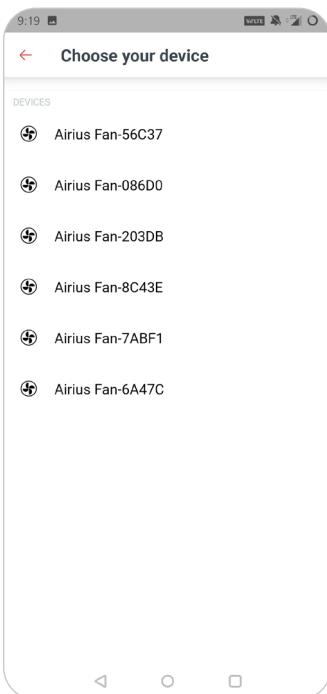 9:19
VoLTE
Choose your device
DEVICES
Airius Fan-56C37
Airius Fan-086D0
Airius Fan-203DB
Airius Fan-8C43E
Airius Fan-7ABF1
Airius Fan-6A47C